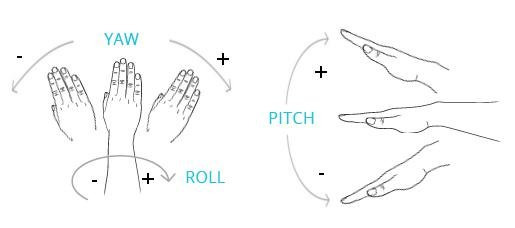 YAW
- +
- + ROLL
+
PITCH
-